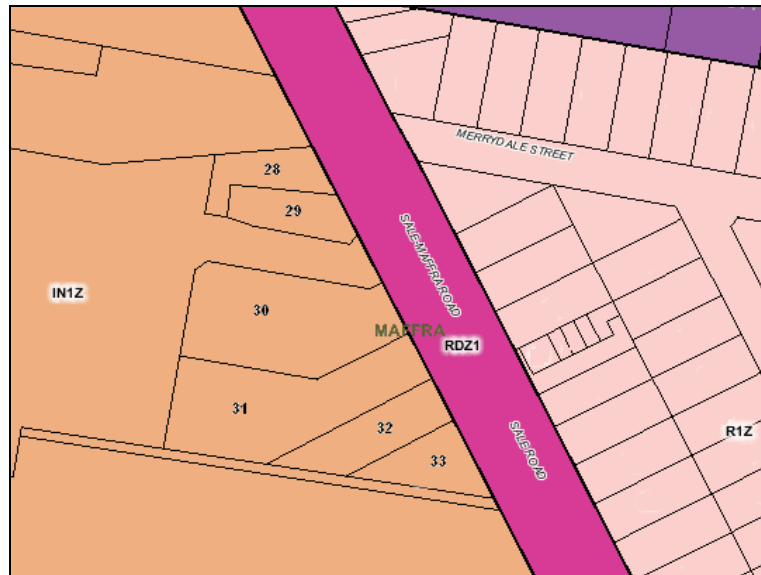 MERRYDALE STREET
28
29
SALE-MAFFRA ROAD
IN1Z
30
MAFFRA
RDZ1
31
32
33
SALE ROAD
R1Z